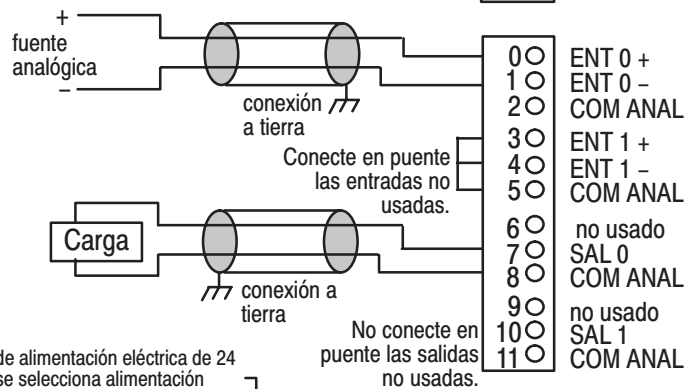 +
fuente
analógica
–
conexión
a tierra
Conecte en puente
las entradas no
usadas.
Carga
conexión a
tierra
No conecte en
puente las salidas
no usadas.
0 ENT 0 +
1 ENT 0 –
2 COM ANAL
3 ENT 1 +
4 ENT 1 –
5 COM ANAL
6 no usado
7 SAL 0
8 COM ANAL
9 no usado
10 SAL 1
11 COM ANAL
de alimentación eléctrica de 24
se selecciona alimentación